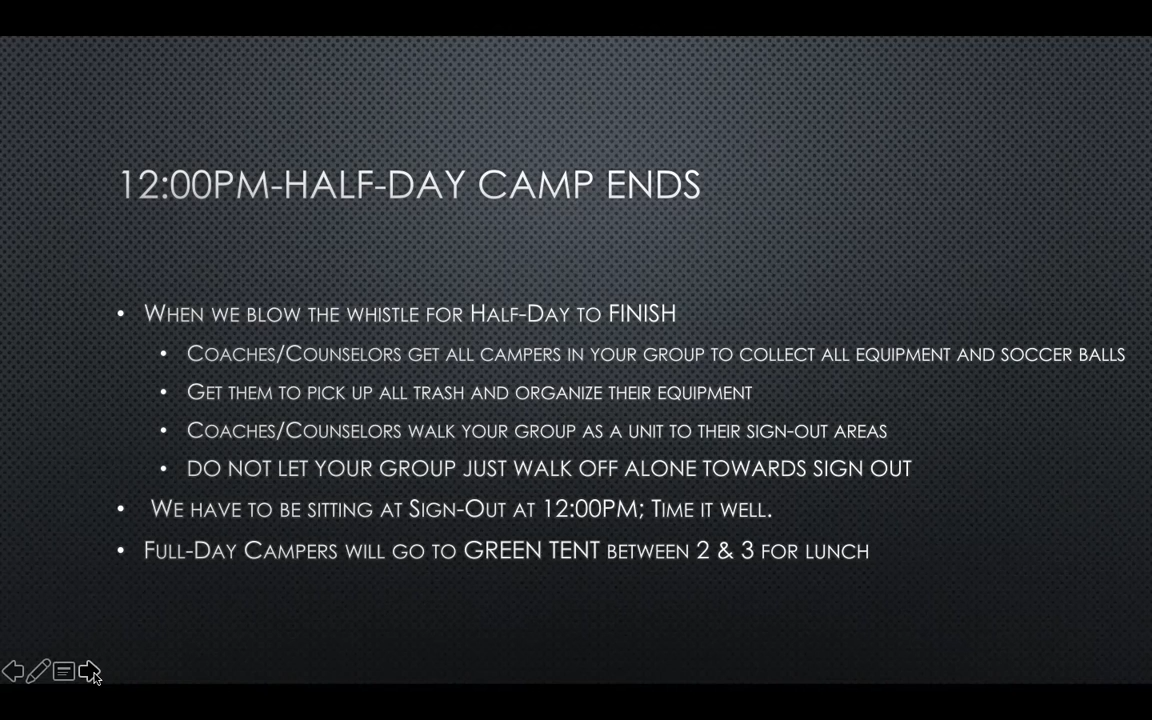 12:00PM-HALF-DAY CAMP ENDS
• WHEN WE BLOW THE WHISTLE FOR HALF-DAY TO FINISH
• COACHES/COUNSELORS GET ALL CAMPERS IN YOUR GROUP TO COLLECT ALL EQUIPMENT AND SOCCER BALLS
• GET THEM TO PICK UP ALL TRASH AND ORGANIZE THEIR EQUIPMENT
• COACHES/COUNSELORS WALK YOUR GROUP AS A UNIT TO THEIR SIGN-OUT AREAS
• DO NOT LET YOUR GROUP JUST WALK OFF ALONE TOWARDS SIGN OUT
• WE HAVE TO BE SITTING AT SIGN-OUT AT 12:00PM; TIME IT WELL.
• FULL-DAY CAMPERS WILL GO TO GREEN TENT BETWEEN 2 & 3 FOR LUNCH